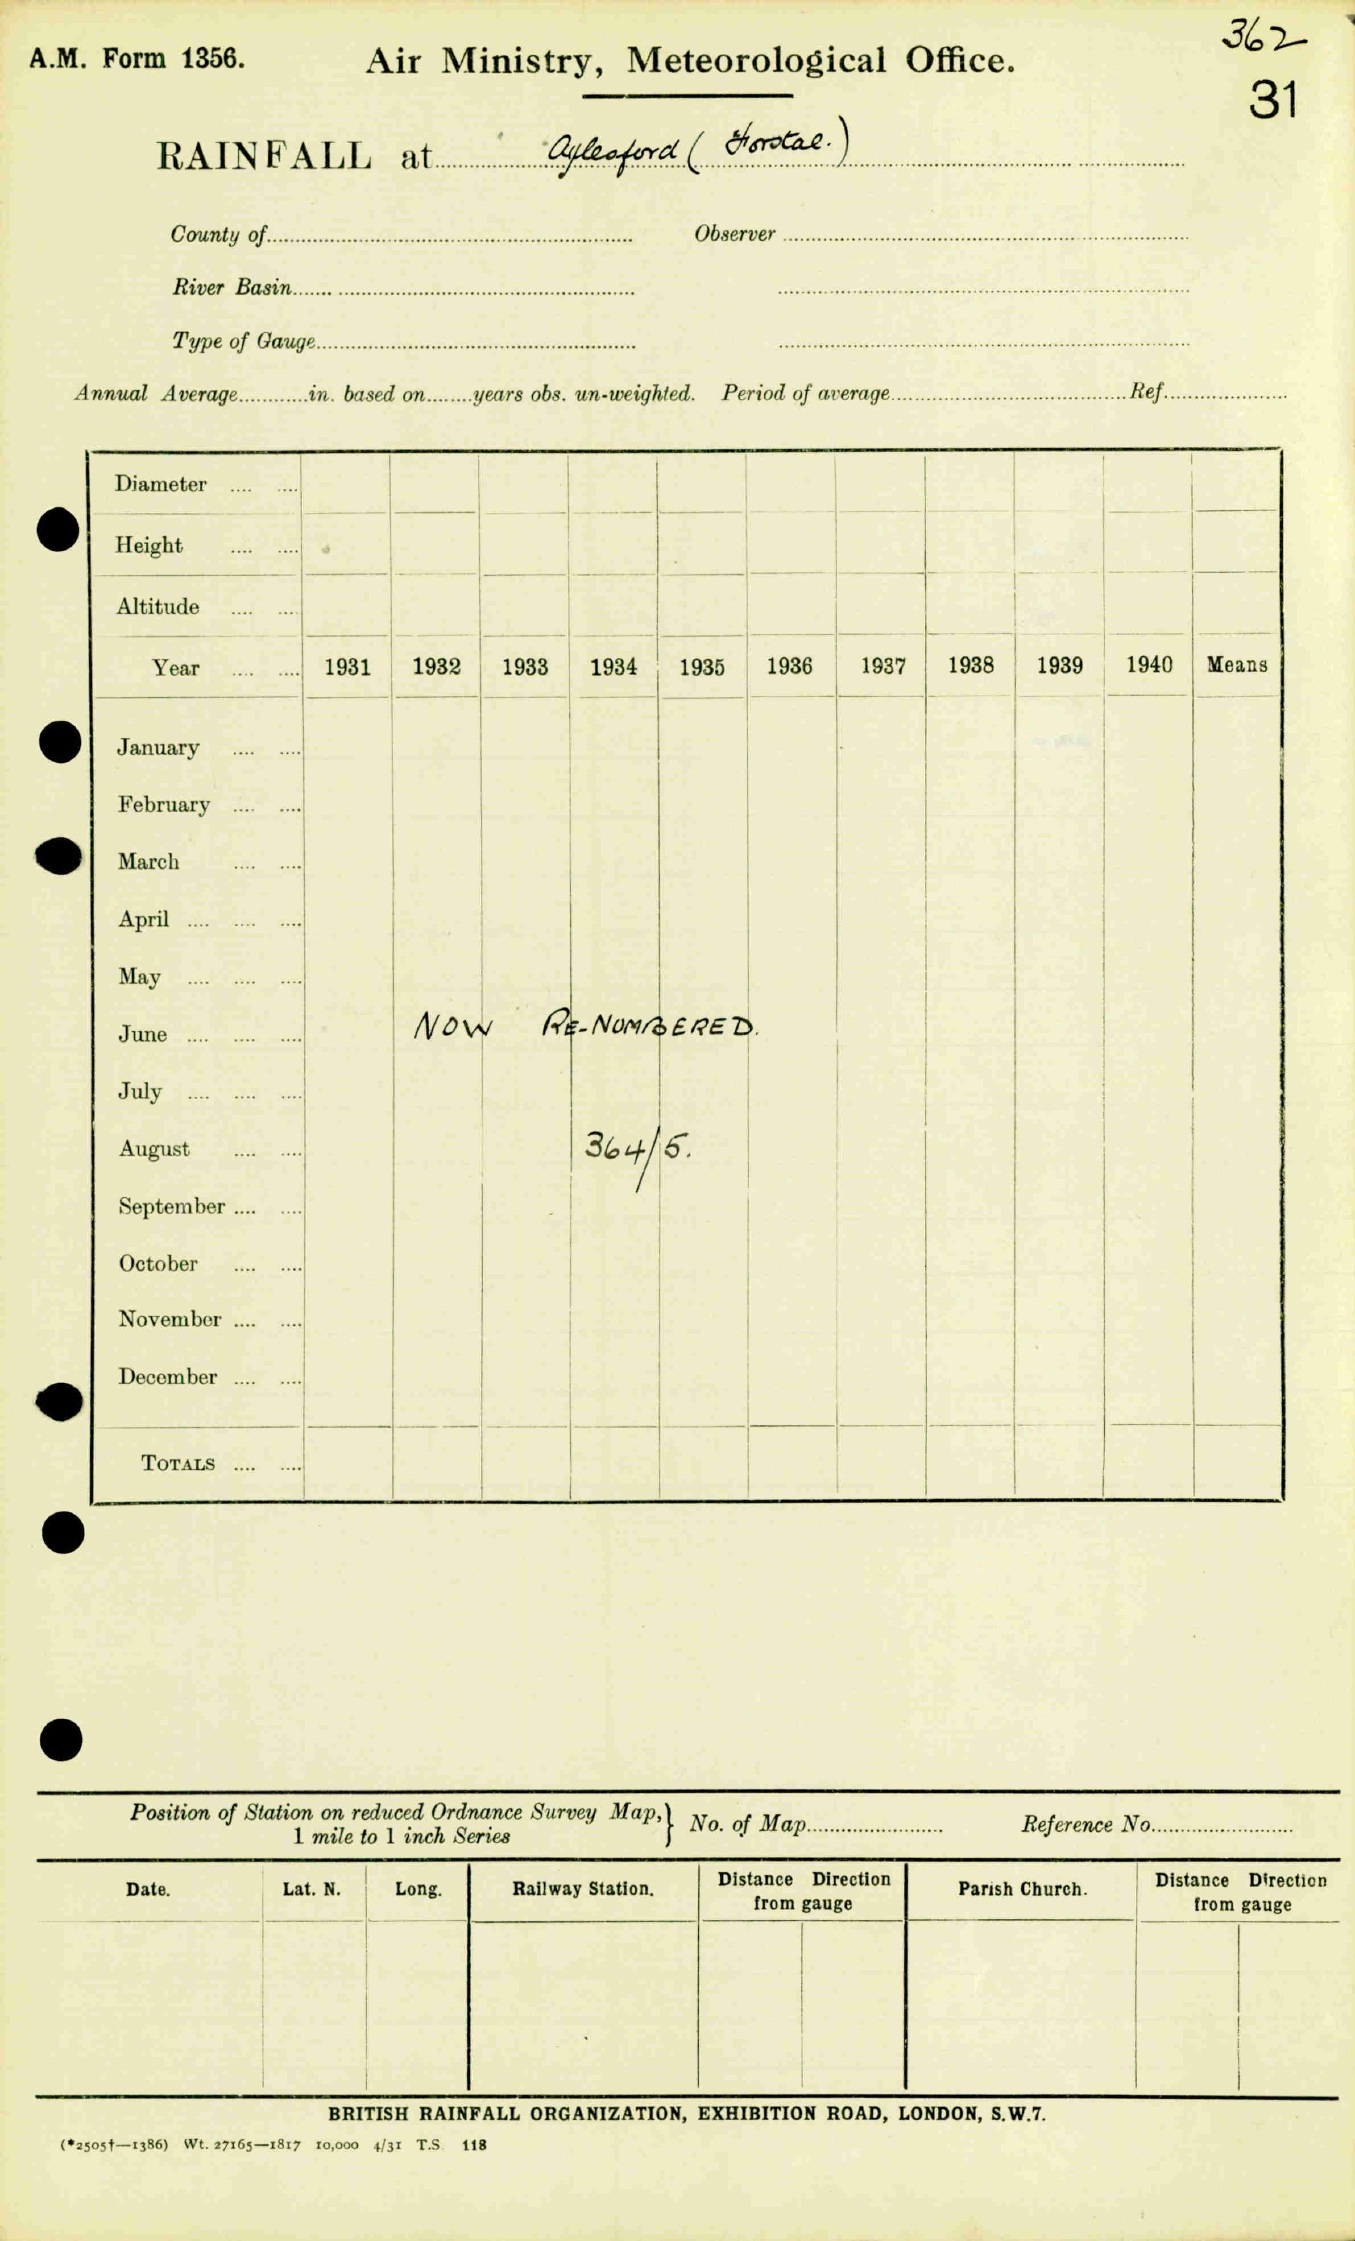 362
A.M. Form 1356. Air Ministry, Meteorological Office.
31
RAINFALL at Aylesford (Forstal.)
County of Observer
River Basin
Type of Gauge
Annual Average in. based on years obs. un-weighted. Period of average Ref.
Diameter
Height
Altitude
Year 1931 1932 1933 1934 1935 1936 1937 1938 1939 1940 Means
January
February
March
April
May
June NOW RE-NUMBERED.
July
August 364/5.
September
October
November
December
TOTALS
Position of Station on reduced Ordnance Survey Map,} No. of Map Reference No.
1 mile to 1 inch Series
Date. Lat. N. Long. Railway Station. Distance Direction from gauge Parish Church. Distance Direction from gauge
BRITISH RAINFALL ORGANIZATION, EXHIBITION ROAD, LONDON, S.W.7.
(*2505†—1386) Wt. 27165—1817 10,000 4/31 T.S. 118